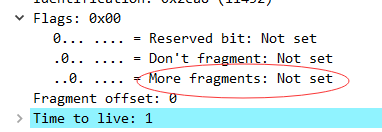 Flags: 0x00
0... .... = Reserved bit: Not set
.0.. .... = Don't fragment: Not set
..0. .... = More fragments: Not set
Fragment offset: 0
Time to live: 1